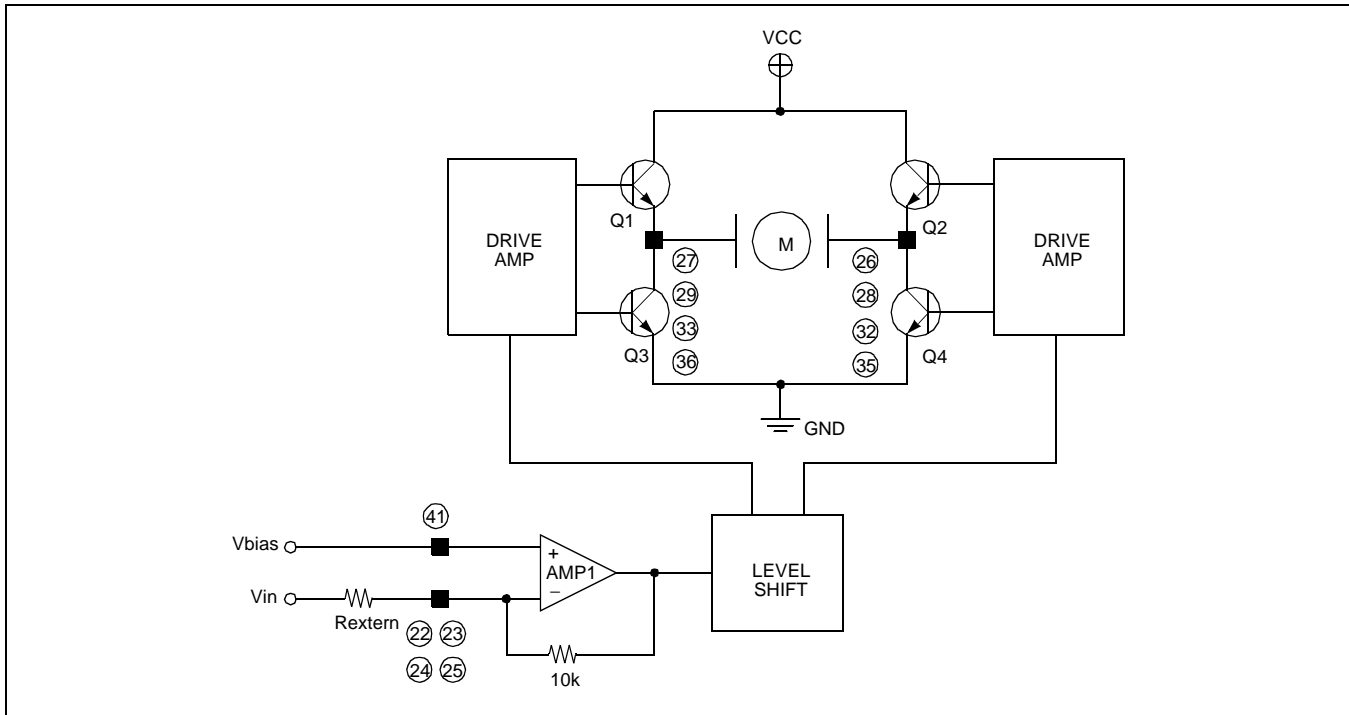 VCC
Q1
Q2
DRIVE
AMP
M
DRIVE
AMP
27
26
29
28
33
32
Q3
36
35
Q4
GND
41
Vbias
+
AMP1
−
Vin
Rextern
22 23
24 25
10k
LEVEL
SHIFT